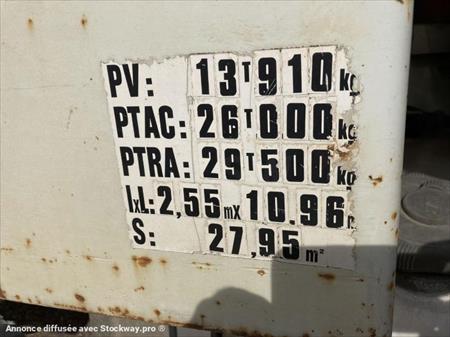 PV: 13T910 kg
PTAC: 26T000 kg
PTRA: 29T500 kg
lxL: 2,55mX10.96
S: 27,95 m²
Annonce diffusée avec Stockway.pro®